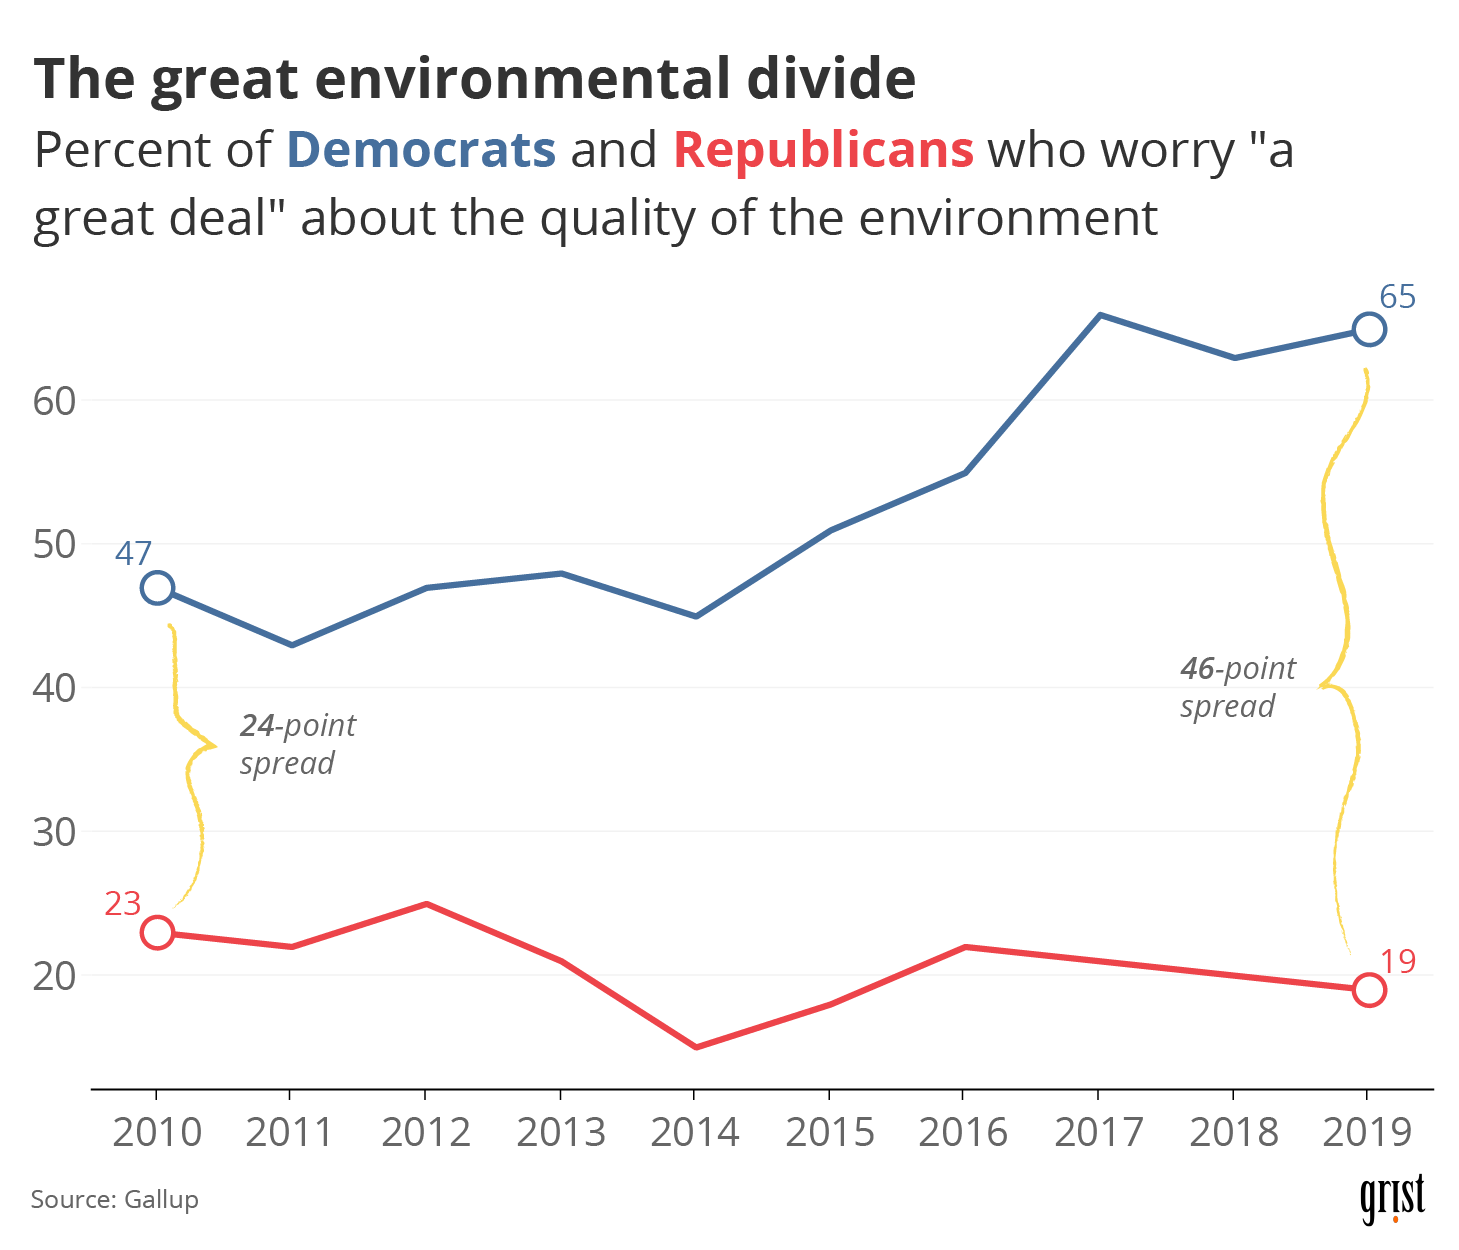 The great environmental divide
Percent of Democrats and Republicans who worry "a
great deal" about the quality of the environment
65
60
50
47
40
46-point
spread
24-point
spread
30
23
20
19
2010 2011 2012 2013 2014 2015 2016 2017 2018 2019
Source: Gallup
grist